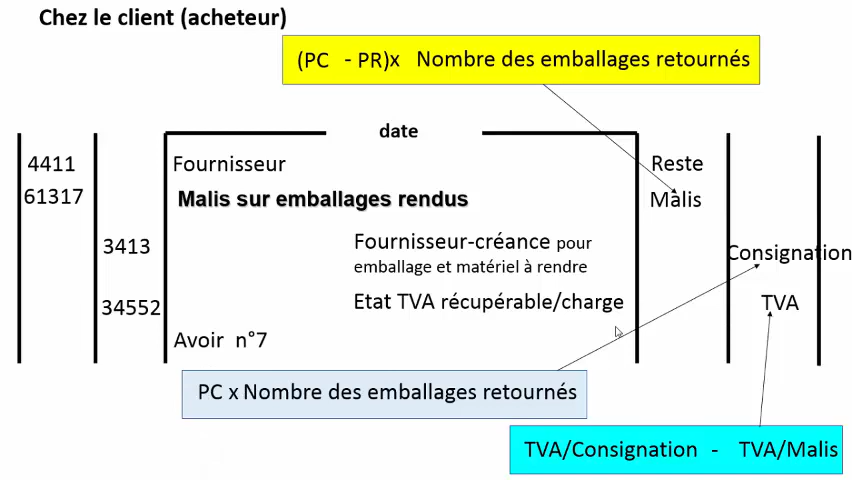 Chez le client (acheteur)
(PC - PR)x Nombre des emballages retournés
date
4411 Fournisseur Reste
61317 Malis sur emballages rendus Malis
3413 Fournisseur-créance pour
emballage et matériel à rendre
Consignation
34552 Etat TVA récupérable/charge TVA
Avoir n°7
PC x Nombre des emballages retournés
TVA/Consignation - TVA/Malis